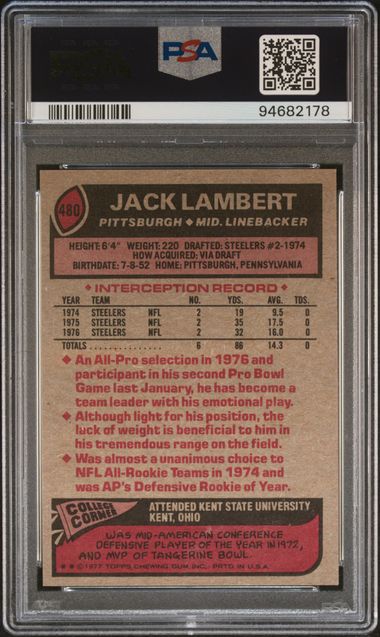 PSA
94682178
480
JACK LAMBERT
PITTSBURGH ◆ MID. LINEBACKER
HEIGHT: 6'4" WEIGHT: 220 DRAFTED: STEELERS #2-1974
HOW ACQUIRED: VIA DRAFT
BIRTHDATE: 7-8-52 HOME: PITTSBURGH, PENNSYLVANIA
◆ INTERCEPTION RECORD ◆
YEAR TEAM NO. YDS. AVG. TDS.
1974 STEELERS NFL 2 19 9.5 0
1975 STEELERS NFL 2 35 17.5 0
1976 STEELERS NFL 2 32 16.0 0
TOTALS............... 6 86 14.3 0
◆ An All-Pro selection in 1976 and
participant in his second Pro Bowl
Game last January, he has become a
team leader with his emotional play.
◆ Although light for his position, the
luck of weight is beneficial to him in
his tremendous range on the field.
◆ Was almost a unanimous choice to
NFL All-Rookie Teams in 1974 and
was AP's Defensive Rookie of Year.
COLLEGE
CORNER
ATTENDED KENT STATE UNIVERSITY
KENT, OHIO
WAS MID-AMERICAN CONFERENCE
DEFENSIVE PLAYER OF THE YEAR IN 1972,
AND MVP OF TANGERINE BOWL.
** © 1977 TOPPS CHEWING GUM, INC. PRTD IN U.S.A.